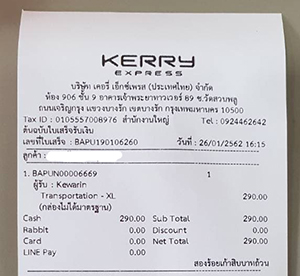 KERRY
EXPRESS
บริษัท เคอรี่ เอ็กซ์เพรส (ประเทศไทย) จำกัด
ห้อง 906 ชั้น 9 อาคารเจ้าพระยาทาวเวอร์ 89 ซ.วัดสวนพลู
ถนนเจริญกรุง แขวงบางรัก เขตบางรัก กรุงเทพมหานคร 10500
Tax ID : 0105557008976 สำนักงานใหญ่ Tel : 0924462642
ต้นฉบับใบเสร็จรับเงิน
เลขที่ใบเสร็จ : BAPU190106260 วันที่ : 26/01/2562 16:15
ลูกค้า :
1. BAPUN00006669 1
ผู้รับ : Kewarin
Transportation - XL 290.00
(กล่องไม่ได้มาตรฐาน)
Cash 290.00 Sub Total 290.00
Rabbit 0.00 Discount 0.00
Card 0.00 Net Total 290.00
LINE Pay 0.00
สองร้อยเก้าสิบบาทถ้วน